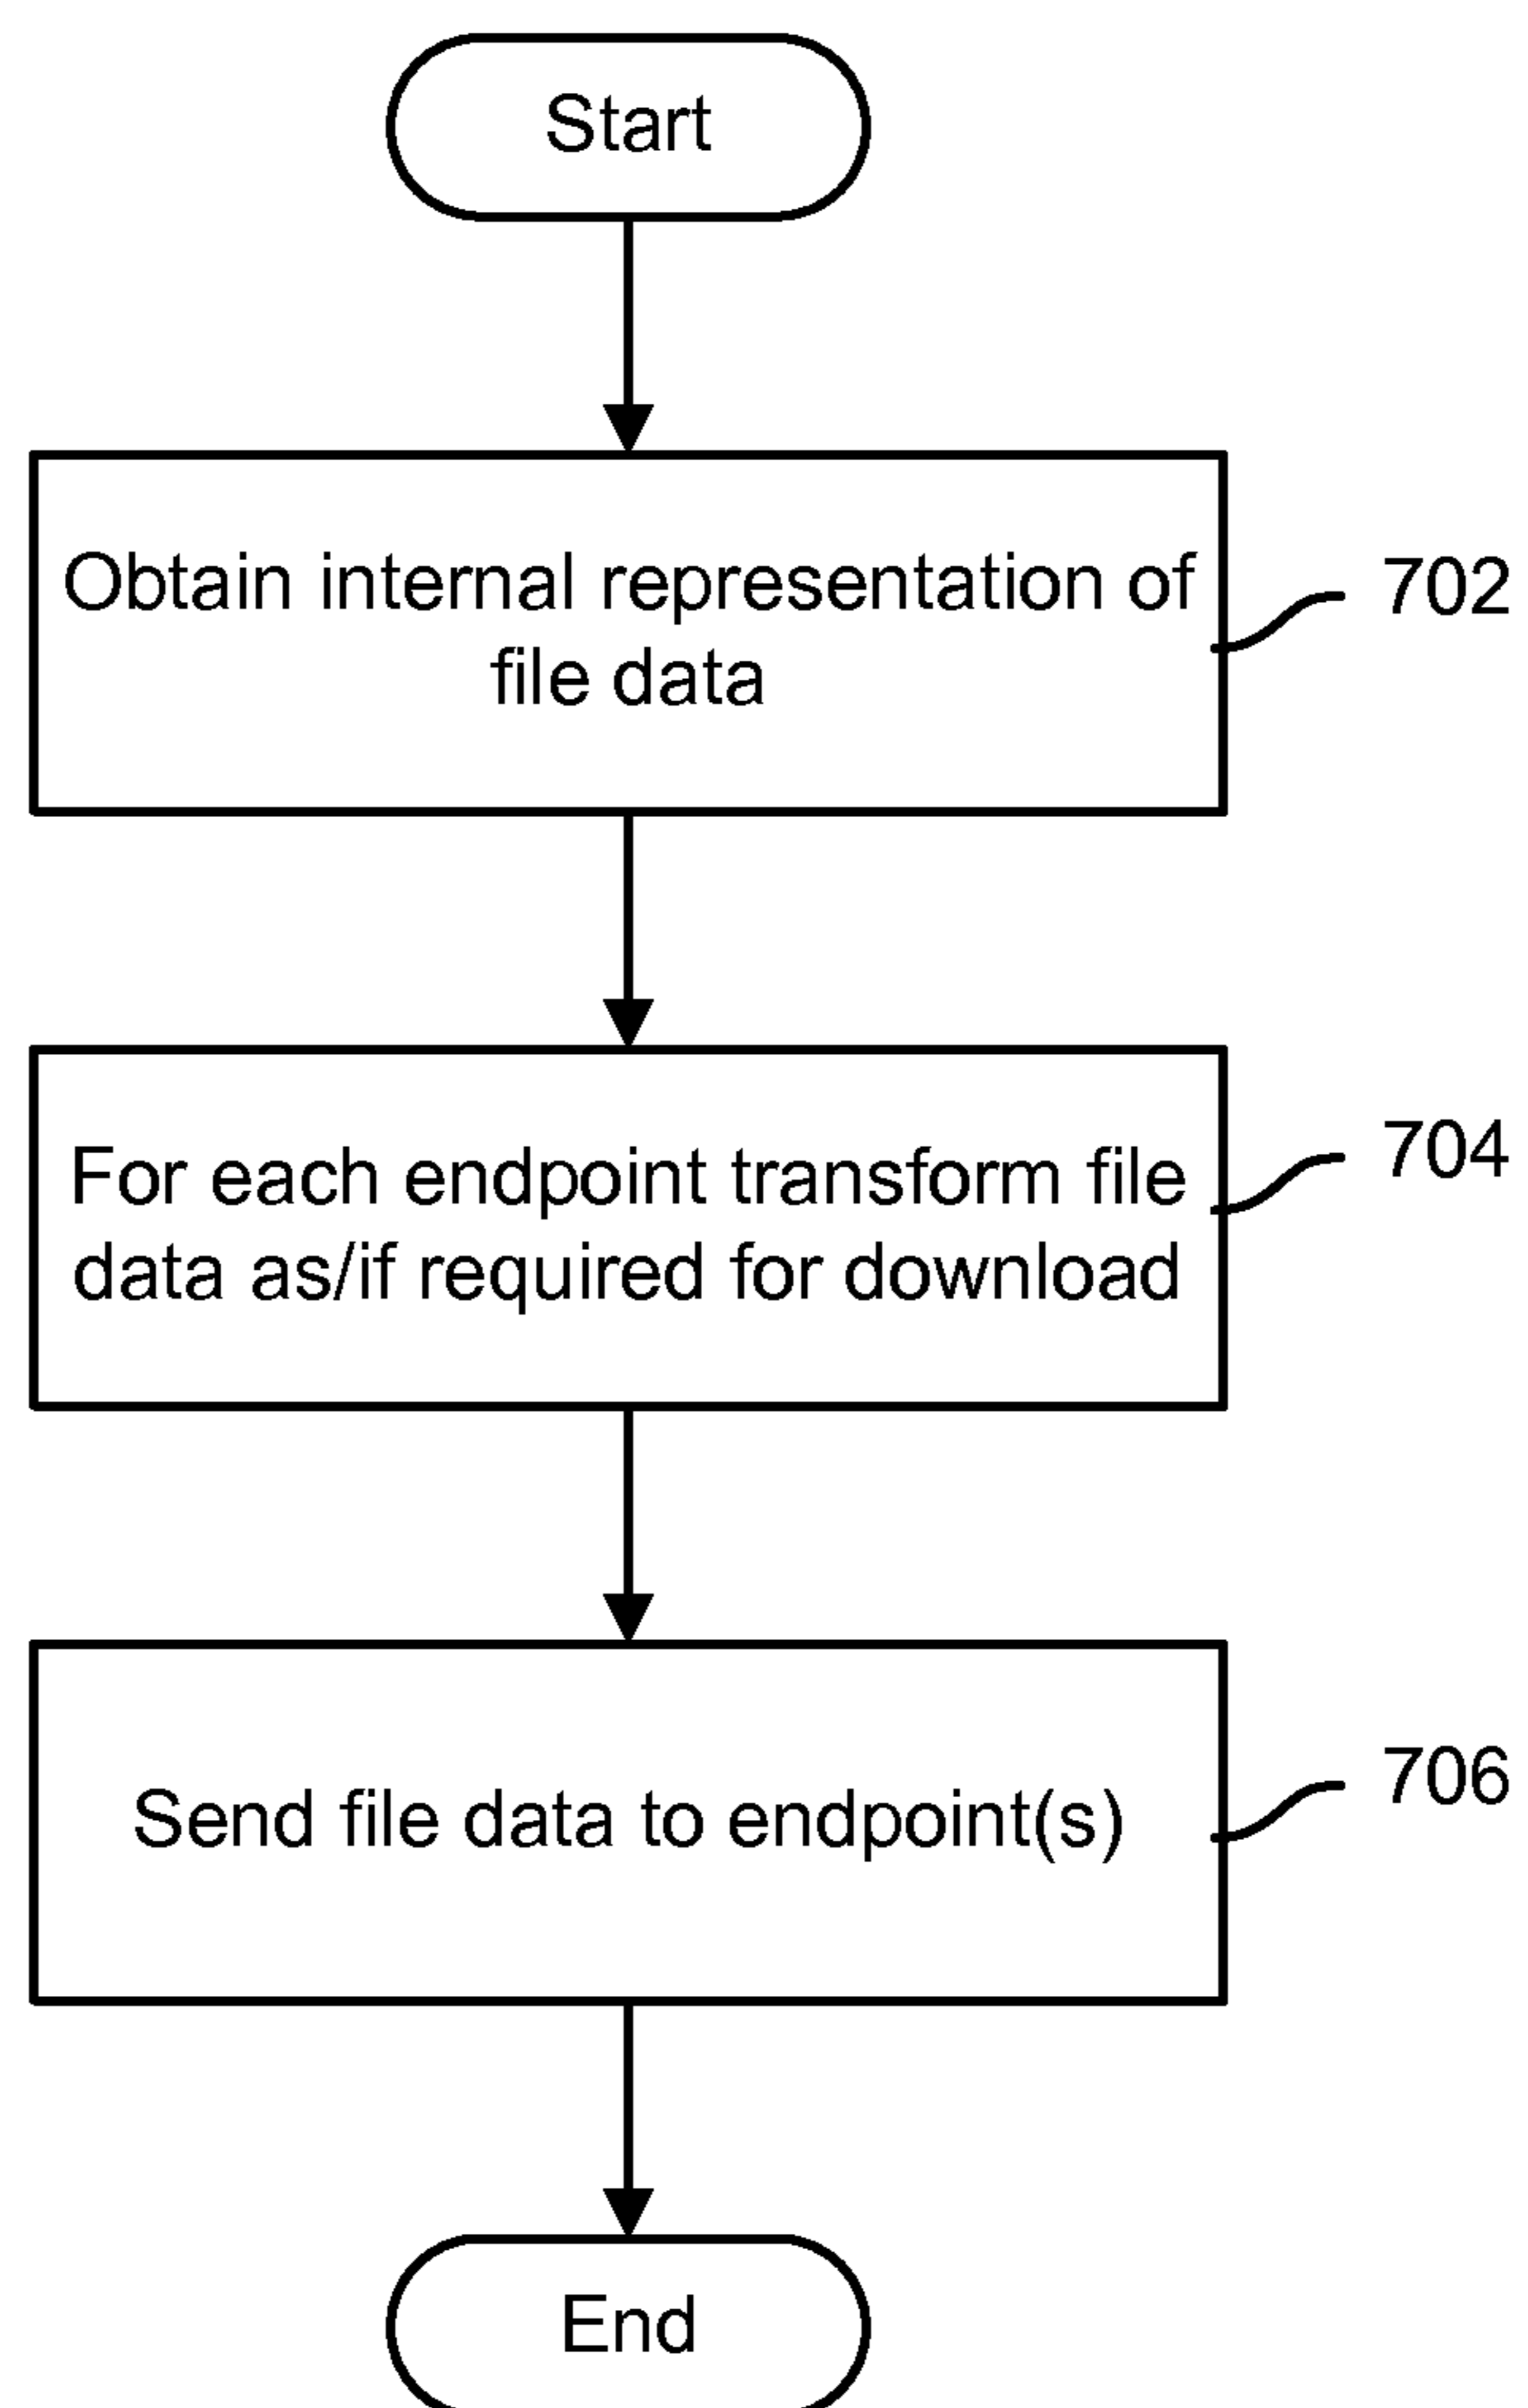 Start
Obtain internal representation of
file data
702
For each endpoint transform file
data as/if required for download
704
Send file data to endpoint(s)
706
End